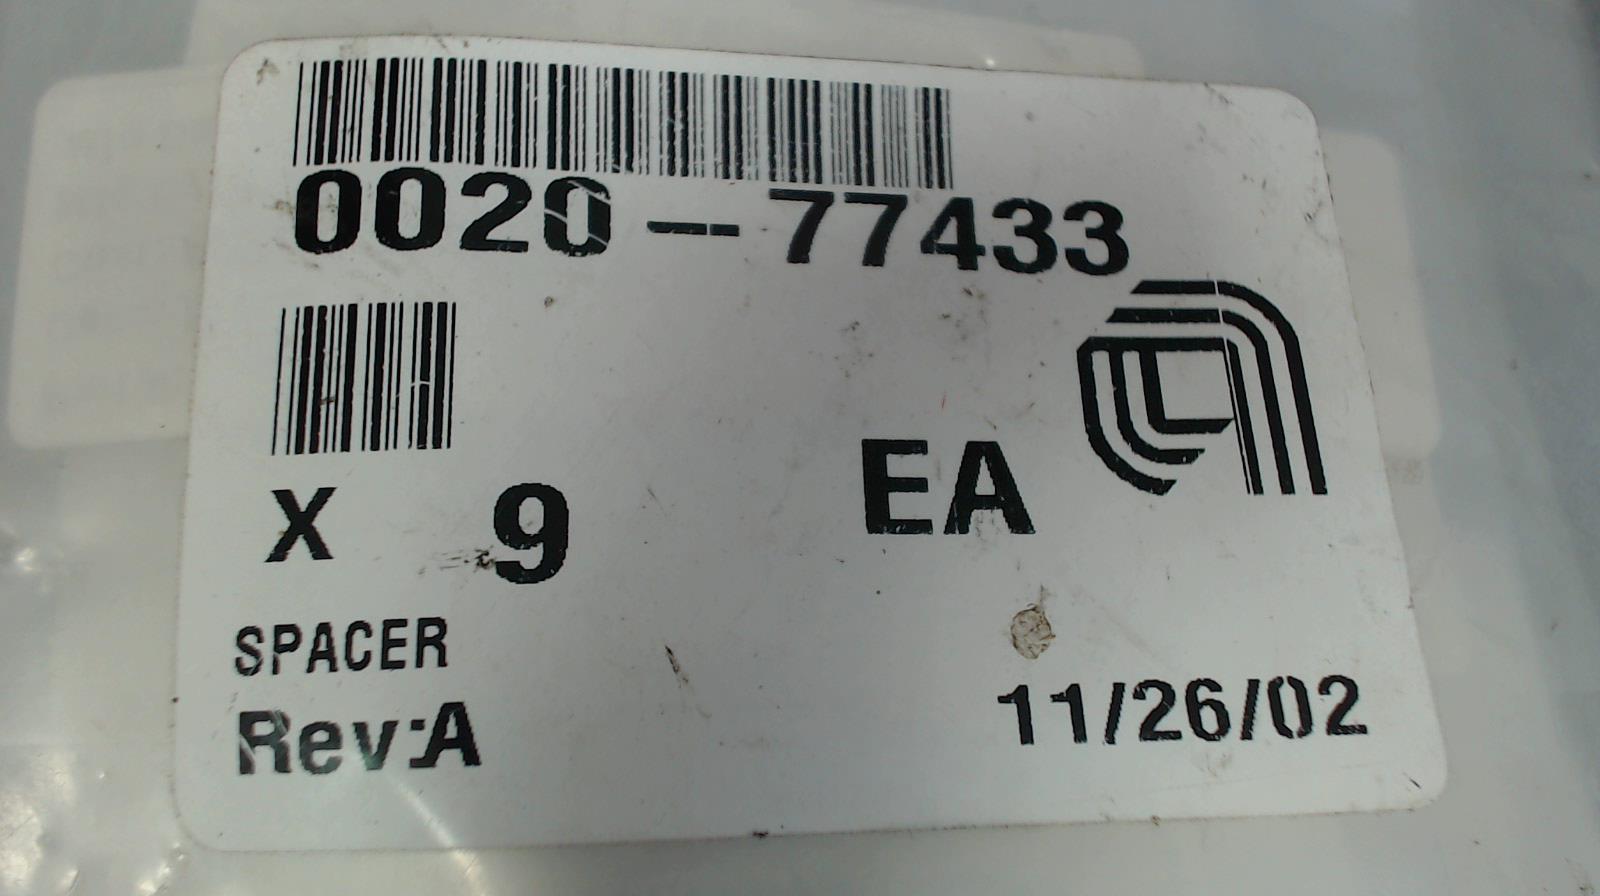 0020-77433
X 9 EA
SPACER
Rev:A
11/26/02